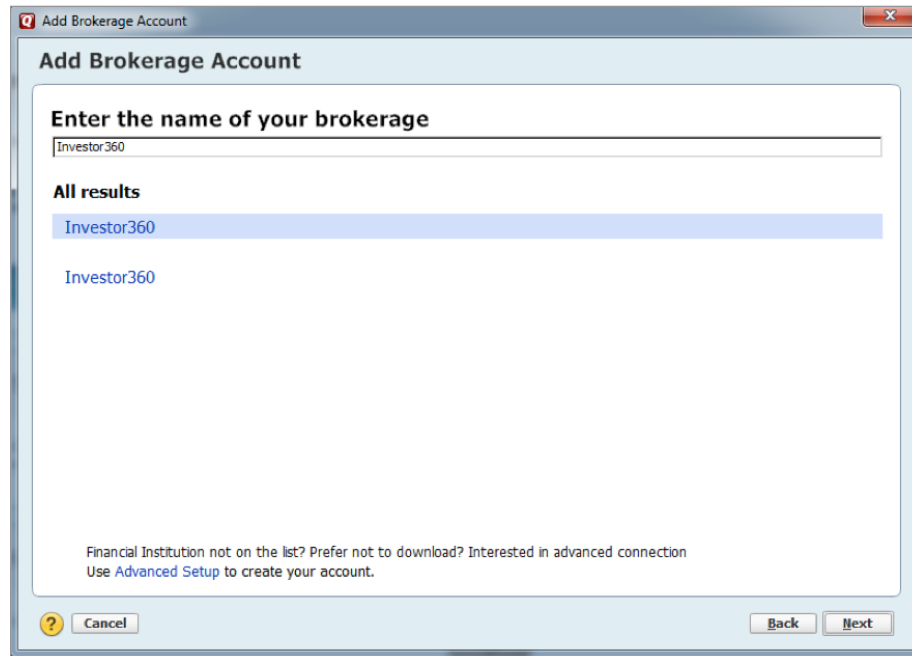 Add Brokerage Account
Add Brokerage Account
Enter the name of your brokerage
Investor360
All results
Investor360
Investor360
Financial Institution not on the list? Prefer not to download? Interested in advanced connection
Use Advanced Setup to create your account.
? Cancel Back Next